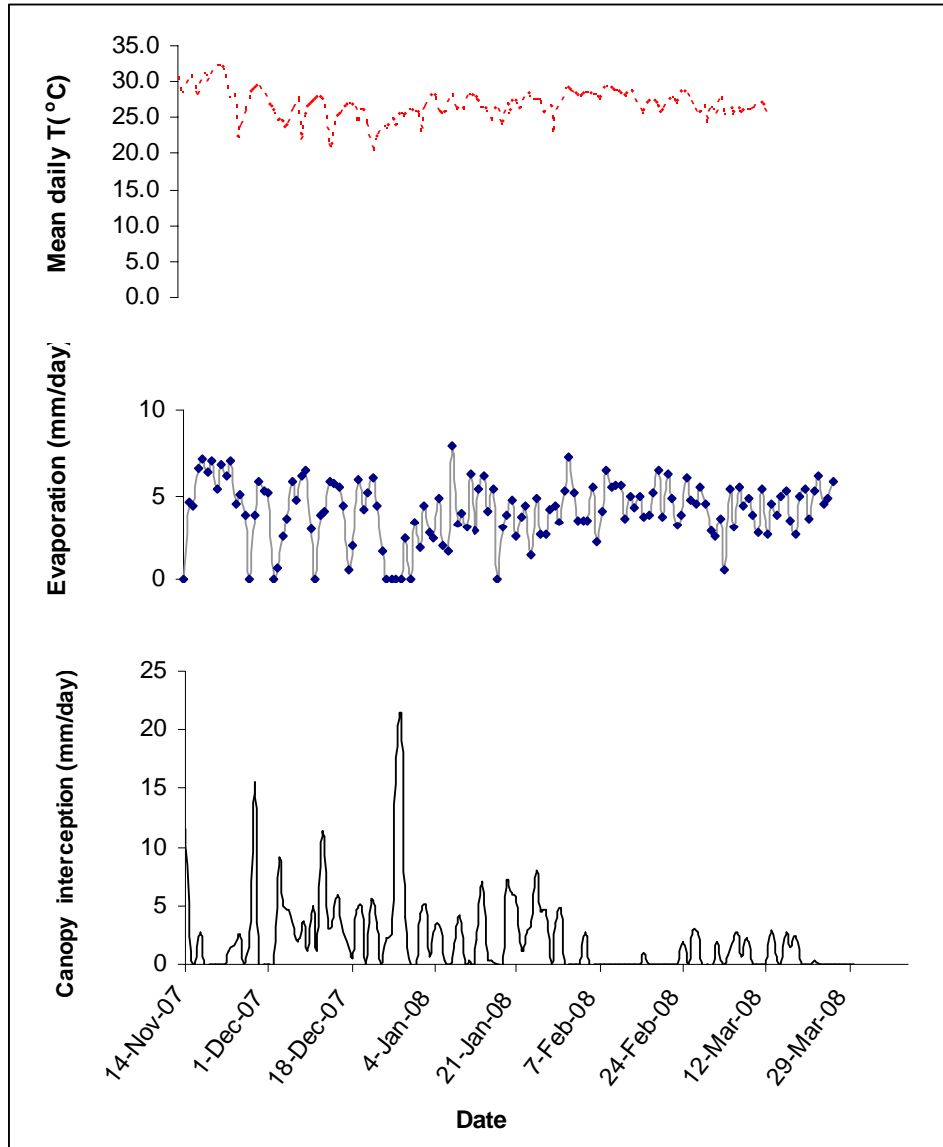 Mean daily T( °C)
35.0
30.0
25.0
20.0
15.0
10.0
5.0
0.0
Evaporation (mm/day)
10
5
0
Canopy interception (mm/day)
25
20
15
10
5
0
14-Nov-07
1-Dec-07
18-Dec-07
4-Jan-08
21-Jan-08
7-Feb-08
24-Feb-08
12-Mar-08
29-Mar-08
Date